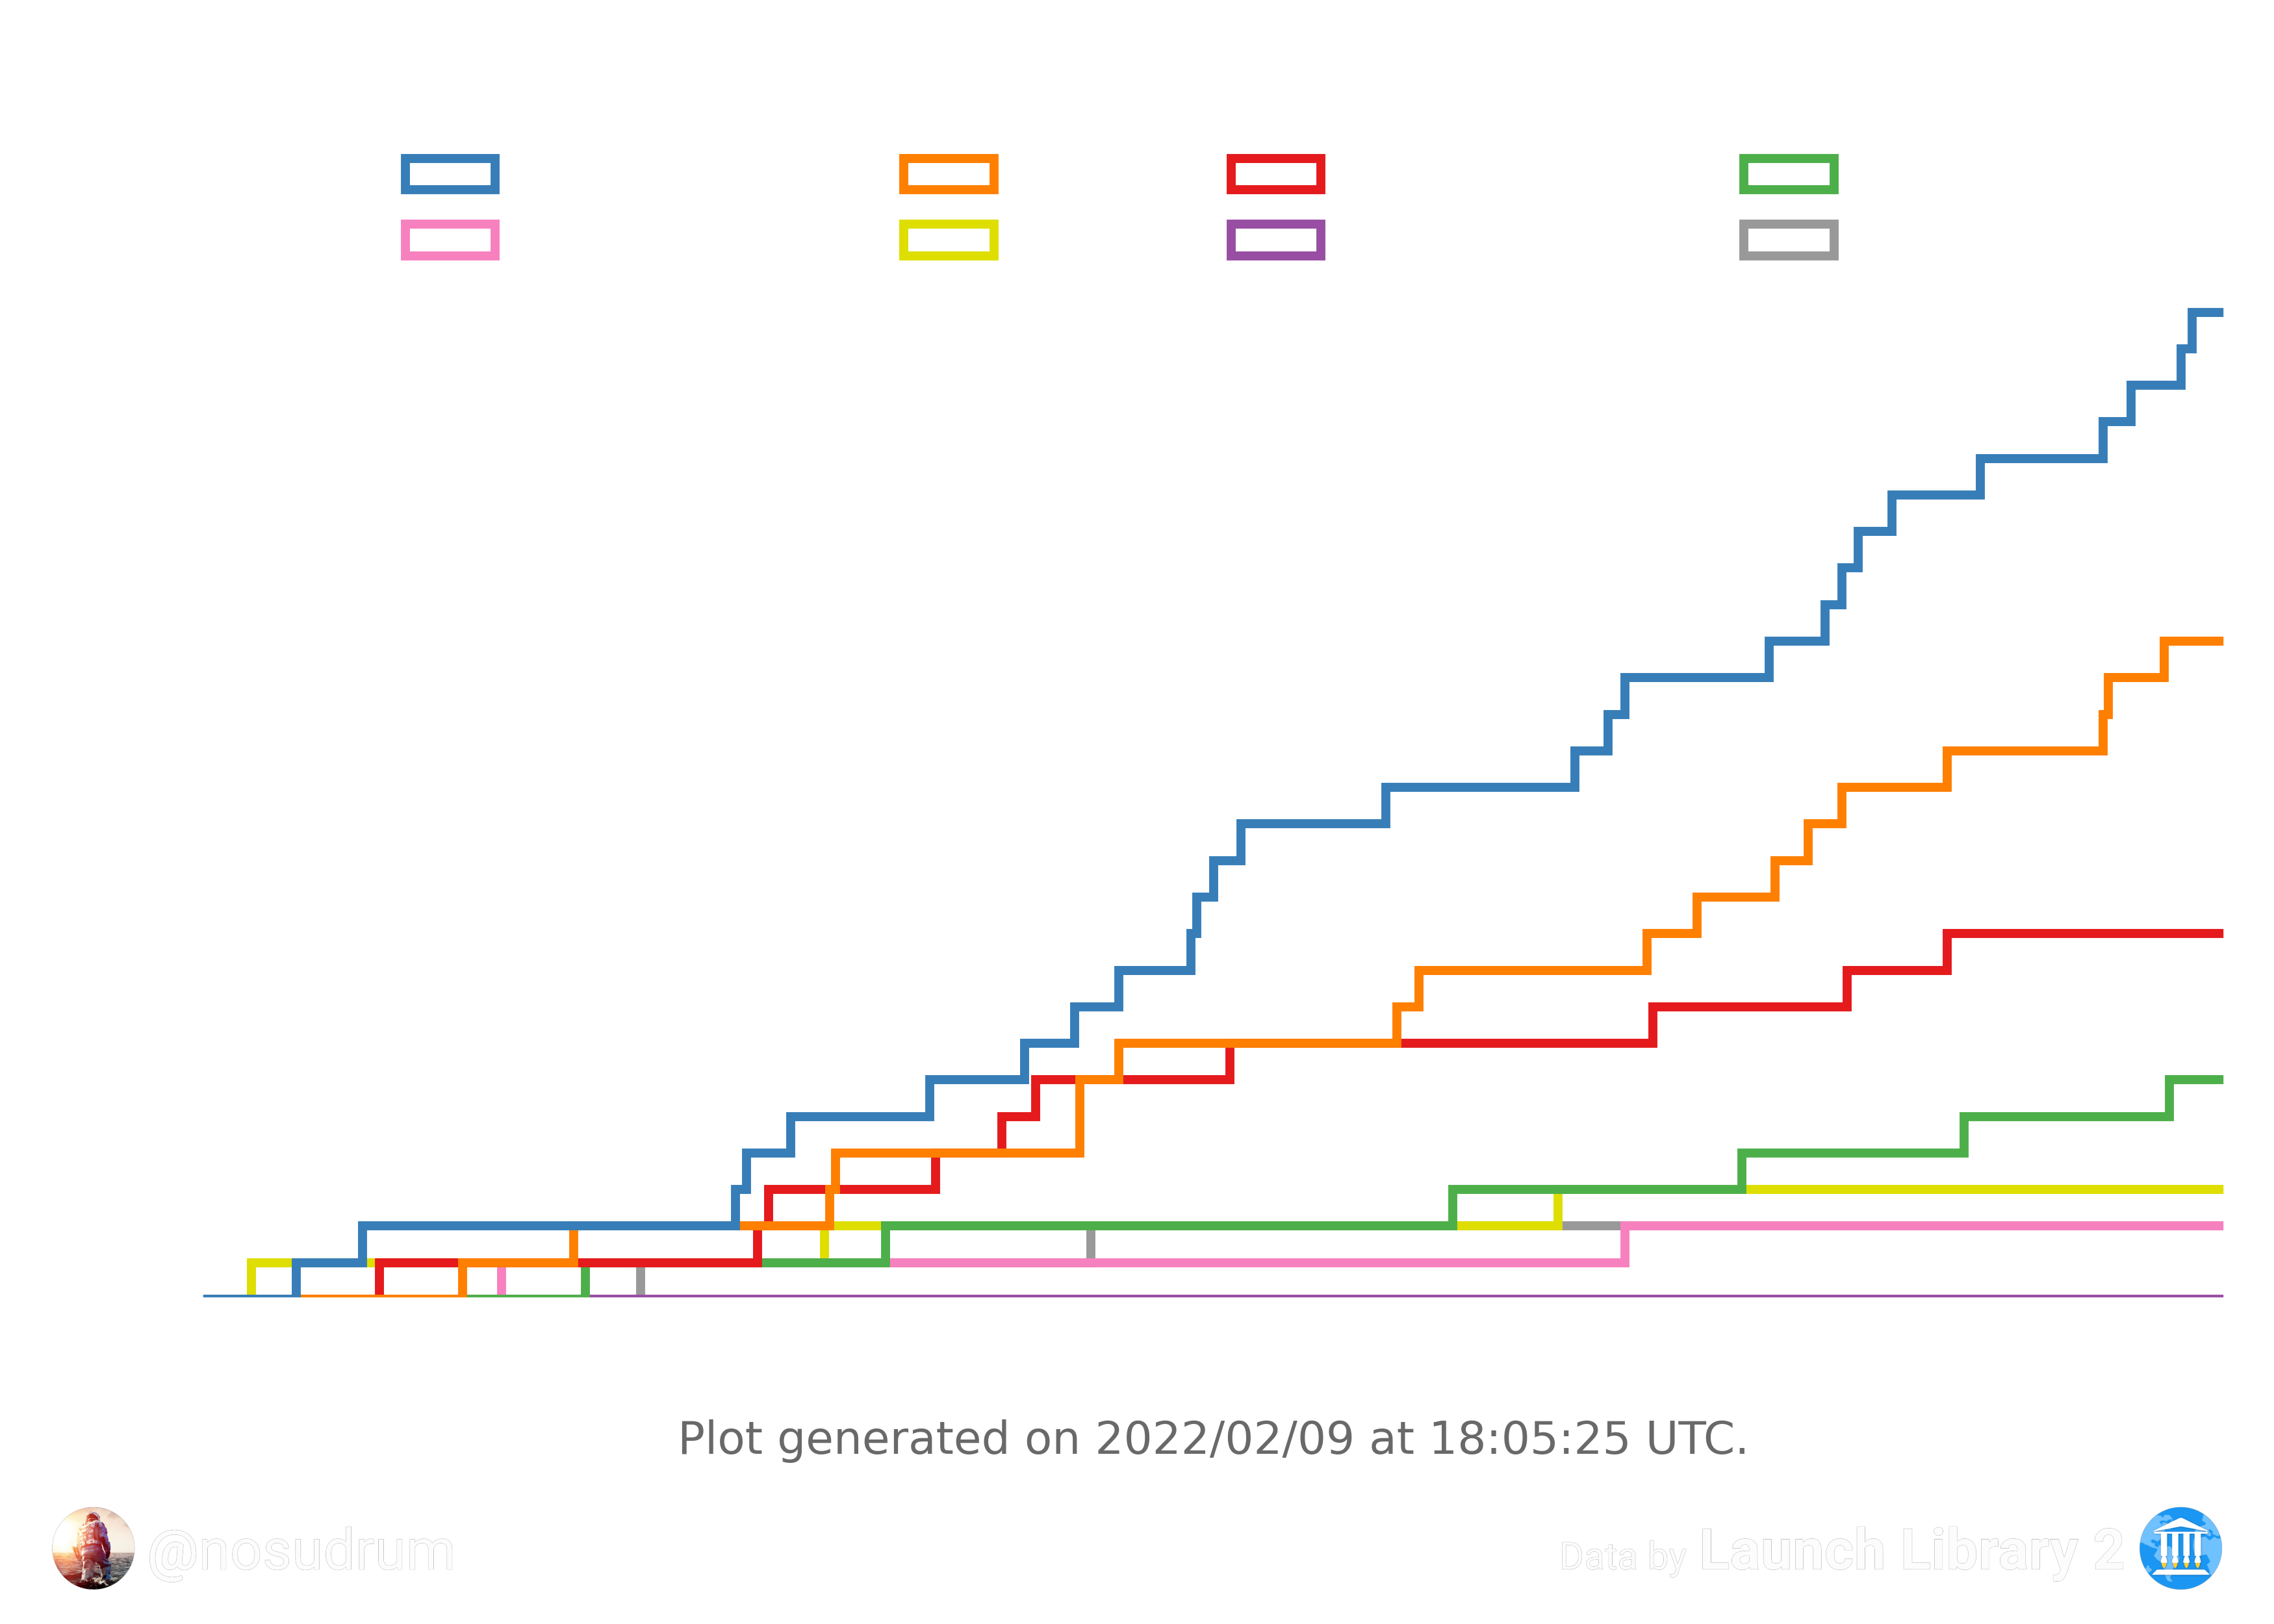 Plot generated on 2022/02/09 at 18:05:25 UTC.
@nosudrum
Data by Launch Library 2